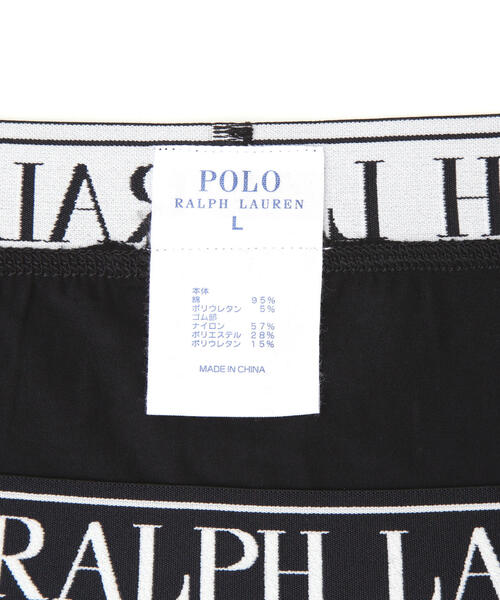 POLO
RALPH LAUREN
L
本体
綿 95%
ポリウレタン 5%
ゴム部
ナイロン 57%
ポリエステル 28%
ポリウレタン 15%
MADE IN CHINA
RALPH LA